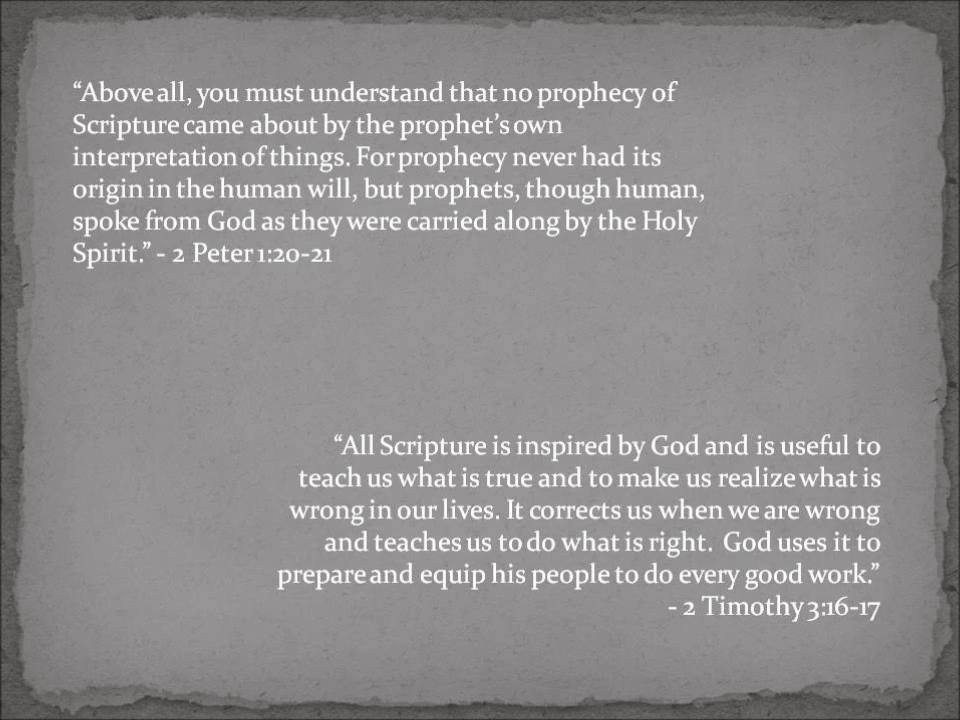 “Above all, you must understand that no prophecy of
Scripture came about by the prophet’s own
interpretation of things. For prophecy never had its
origin in the human will, but prophets, though human,
spoke from God as they were carried along by the Holy
Spirit.” - 2 Peter 1:20-21
“All Scripture is inspired by God and is useful to
teach us what is true and to make us realize what is
wrong in our lives. It corrects us when we are wrong
and teaches us to do what is right.  God uses it to
prepare and equip his people to do every good work.”
- 2 Timothy 3:16-17